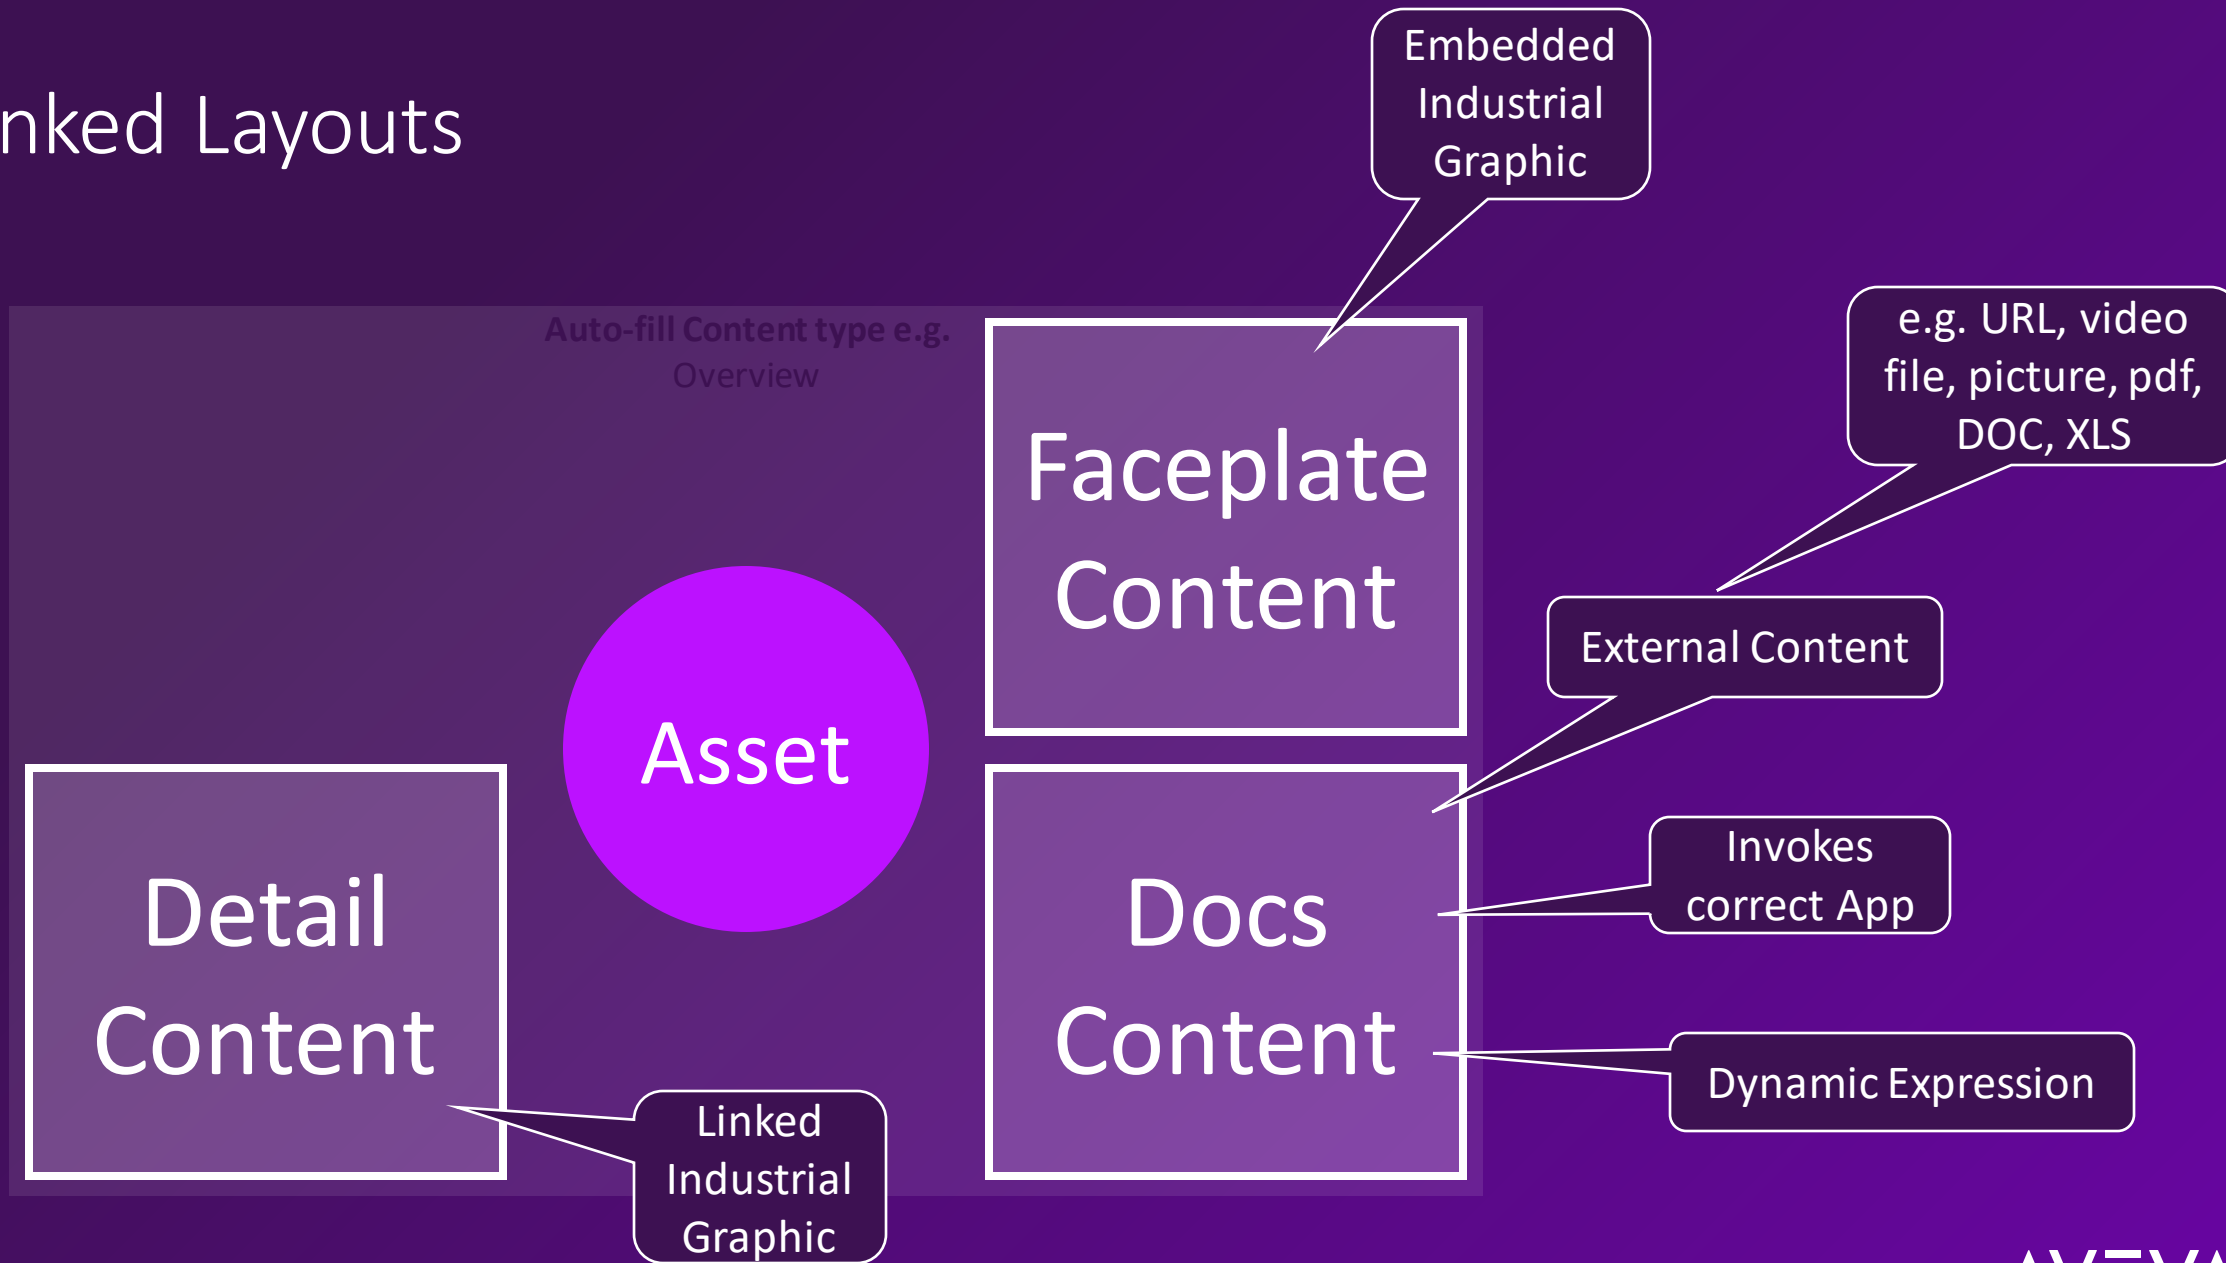 nked Layouts
Embedded
Industrial
Graphic
e.g. URL, video
file, picture, pdf,
DOC, XLS
Auto-fill Content type e.g.
Overview
Faceplate
Content
External Content
Asset
Invokes
correct App
Detail
Content
Docs
Content
Dynamic Expression
Linked
Industrial
Graphic
AVEVA